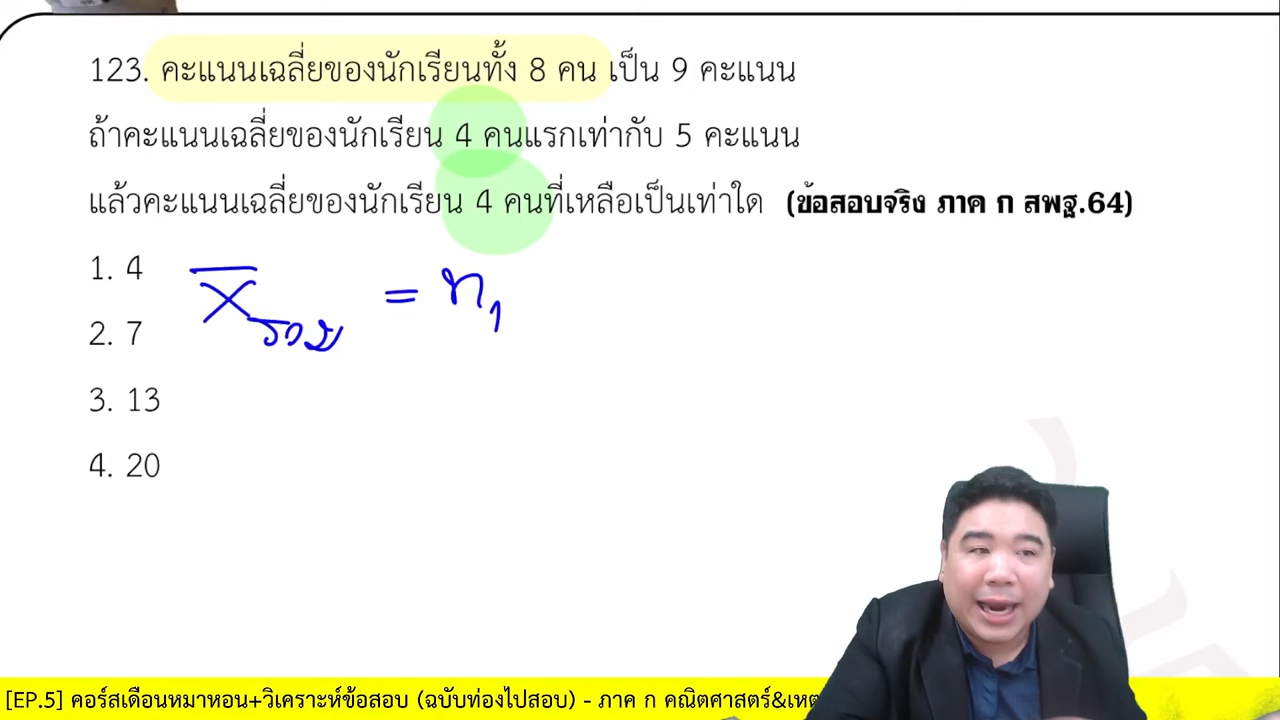 123. คะแนนเฉลี่ยของนักเรียนทั้ง 8 คน เป็น 9 คะแนน
ถ้าคะแนนเฉลี่ยของนักเรียน 4 คนแรกเท่ากับ 5 คะแนน
แล้วคะแนนเฉลี่ยของนักเรียน 4 คนที่เหลือเป็นเท่าใด (ข้อสอบจริง ภาค ก สพฐ.64)
1. 4
2. 7
3. 13
4. 20
X̅รวม = n₁
[EP.5] คอร์สเดือนหมาหอน+วิเคราะห์ข้อสอบ (ฉบับท่องไปสอบ) - ภาค ก คณิตศาสตร์&เหต